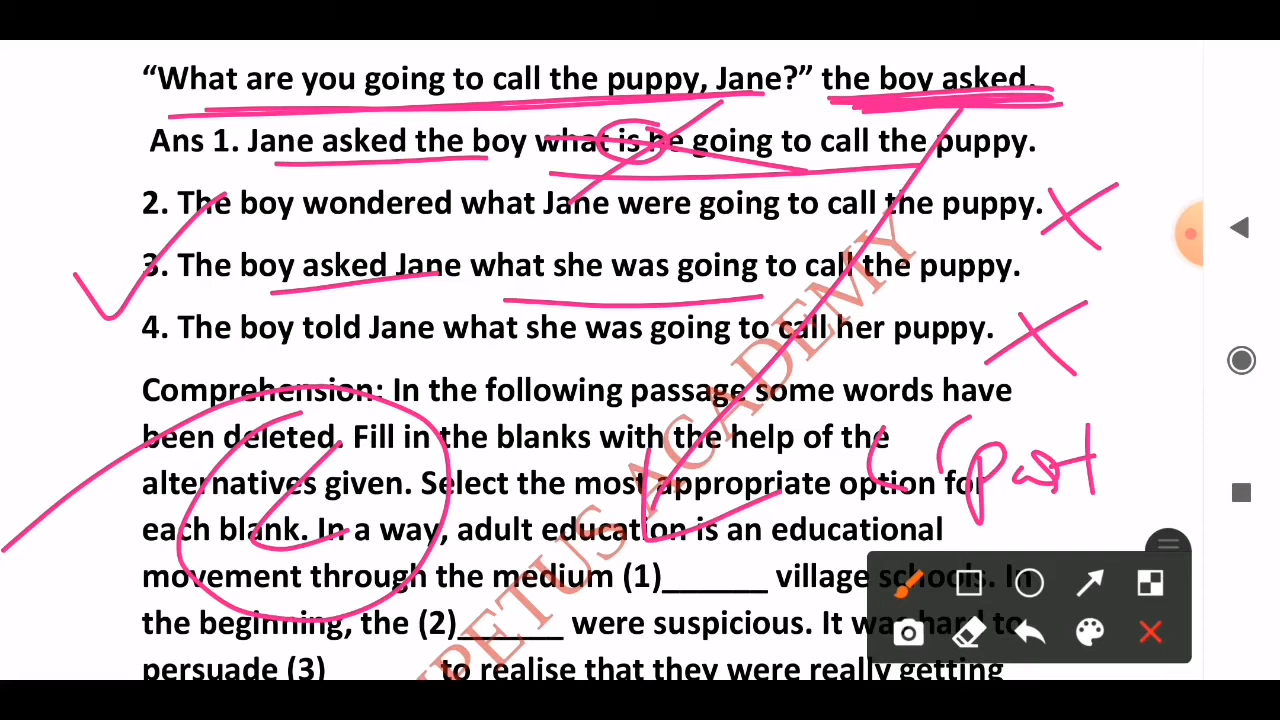 “What are you going to call the puppy, Jane?” the boy asked.
Ans 1. Jane asked the boy what is he going to call the puppy.
2. The boy wondered what Jane were going to call the puppy.
3. The boy asked Jane what she was going to call the puppy.
4. The boy told Jane what she was going to call her puppy.
Comprehension: In the following passage some words have
been deleted. Fill in the blanks with the help of the
alternatives given. Select the most appropriate option for
Past
each blank. In a way, adult education is an educational
movement through the medium (1)______ village schools. In
the beginning, the (2)______ were suspicious. It was hard to
persuade (3)______ to realise that they were really getting
PETUS ACADEMY